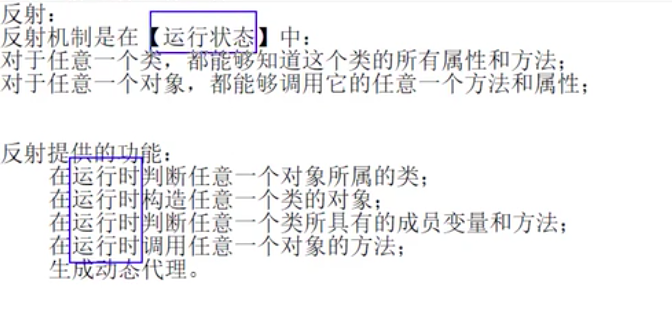 反射：
反射机制是在【运行状态】中：
对于任意一个类，都能够知道这个类的所有属性和方法；
对于任意一个对象，都能够调用它的任意一个方法和属性；
反射提供的功能：
在运行时判断任意一个对象所属的类；
在运行时构造任意一个类的对象；
在运行时判断任意一个类所具有的成员变量和方法；
在运行时调用任意一个对象的方法；
生成动态代理。